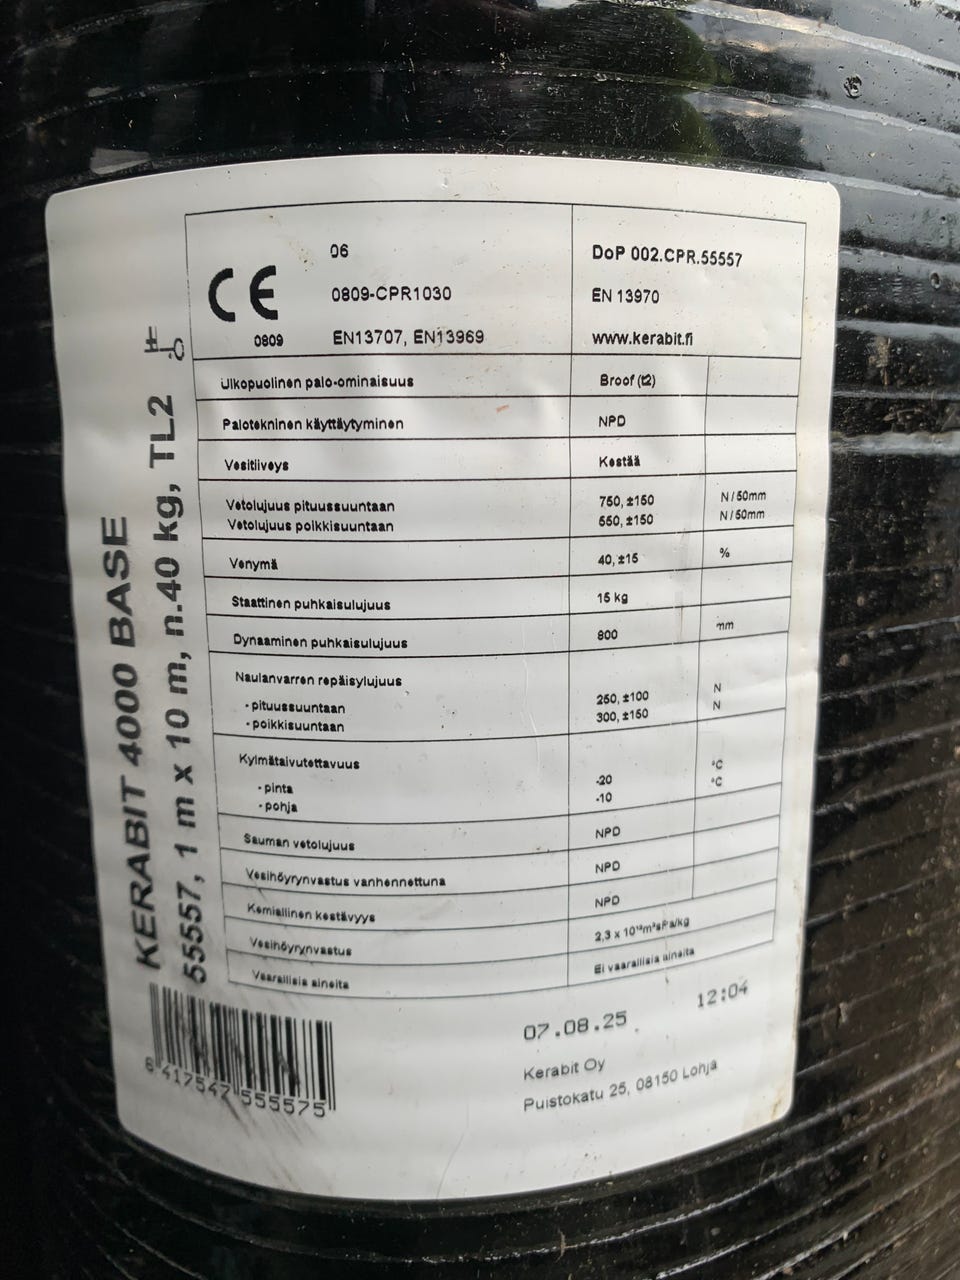 KERABIT 4000 BASE
55557, 1 m x 10 m, n.40 kg, TL2
CE
0809
06
0809-CPR1030
EN13707, EN13969
DoP 002.CPR.55557
EN 13970
www.kerabit.fi
Ulkopuolinen palo-ominaisuus Broof (t2)
Palotekninen käyttäytyminen NPD
Vesitiiveys Kestää
Vetolujuus pituussuuntaan 750, ±150 N / 50mm
Vetolujuus poikkisuuntaan 550, ±150 N / 50mm
Venymä 40, ±15 %
Staattinen puhkaisulujuus 15 kg
Dynaaminen puhkaisulujuus 800 mm
Naulanvarren repäisylujuus
- pituussuuntaan 250, ±100 N
- poikkisuuntaan 300, ±150 N
Kylmätaivutettavuus
- pinta -20 °C
- pohja -10 °C
Sauman vetolujuus NPD
Vesihöyrynvastus vanhennettuna NPD
Kemiallinen kestävyys NPD
Vesihöyrynvastus 2,3 x
Vaarallisia aineita Ei vaarallisia aineita
07.08.25 12:04
Kerabit Oy
Puistokatu 25, 08150 Lohja
6 417547 555575